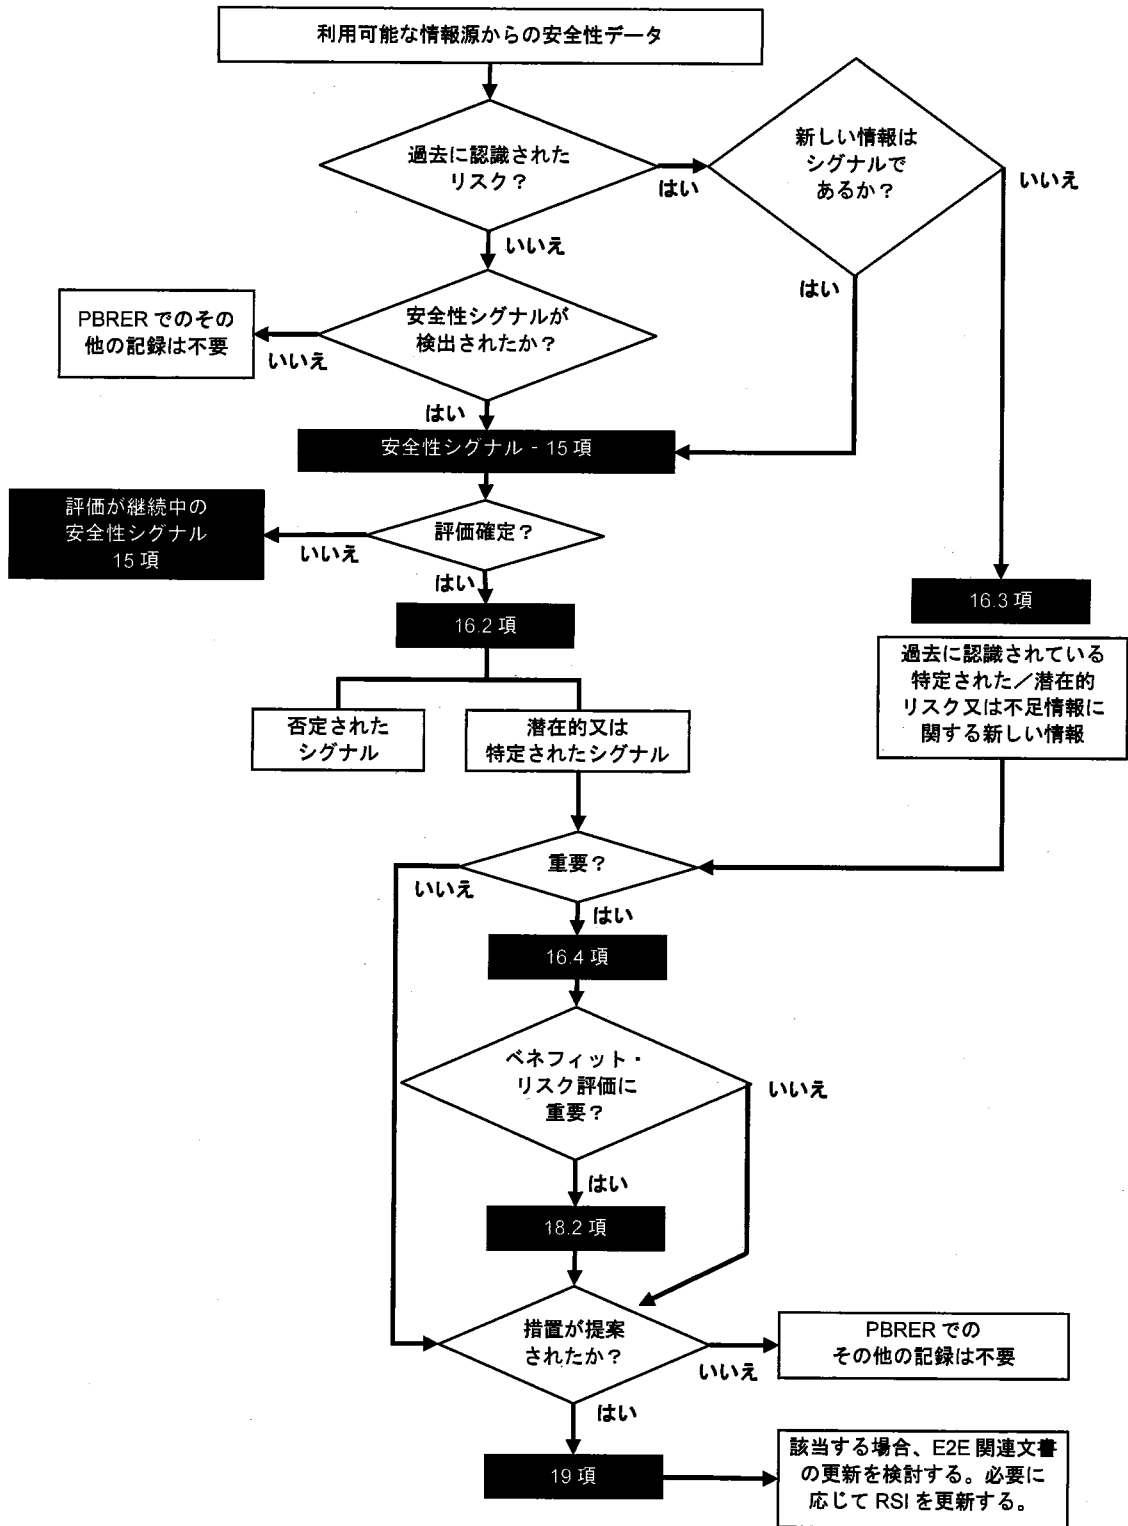 利用可能な情報源からの安全性データ
過去に認識された
リスク？
はい
新しい情報は
シグナルで
あるか？
いいえ
いいえ
はい
安全性シグナルが
検出されたか？
PBRER でのその
他の記録は不要
いいえ
はい
安全性シグナル - 15 項
評価が継続中の
安全性シグナル
15 項
評価確定？
いいえ
はい
16.2 項
16.3 項
過去に認識されている
特定された／潜在的
リスク又は不足情報に
関する新しい情報
否定された
シグナル
潜在的又は
特定されたシグナル
重要？
いいえ
はい
16.4 項
ベネフィット・
リスク評価に
重要？
いいえ
はい
18.2 項
措置が提案
されたか？
いいえ
PBRER での
その他の記録は不要
はい
19 項
該当する場合、E2E 関連文書
の更新を検討する。必要に
応じて RSI を更新する。